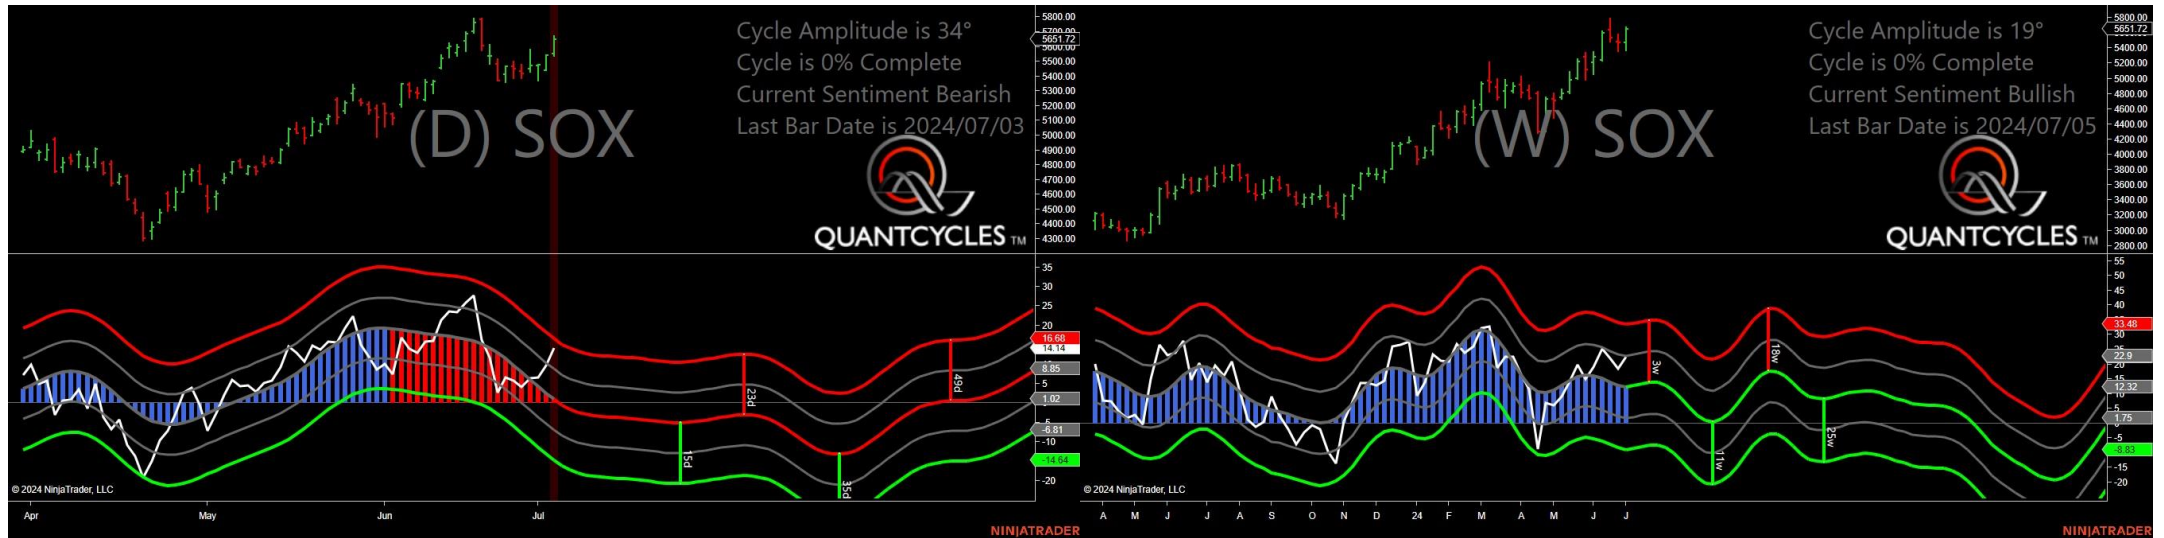 Cycle Amplitude is 34°
Cycle is 0% Complete
Current Sentiment Bearish
Last Bar Date is 2024/07/03
(D) SOX
QUANTCYCLES TM
5800.00
5651.72
5500.00
5400.00
5300.00
5200.00
5100.00
5000.00
4900.00
4800.00
4700.00
4600.00
4500.00
4400.00
4300.00
35
30
25
20
16.68
14.14
8.85
5
1.02
-6.81
-10
-14.64
-20
15d
23d
35d
49d
© 2024 NinjaTrader, LLC
Apr May Jun Jul
NINJATRADER
Cycle Amplitude is 19°
Cycle is 0% Complete
Current Sentiment Bullish
Last Bar Date is 2024/07/05
(W) SOX
QUANTCYCLES TM
5800.00
5651.72
5400.00
5200.00
5000.00
4800.00
4600.00
4400.00
4200.00
4000.00
3800.00
3600.00
3400.00
3200.00
3000.00
2800.00
55
50
45
40
33.48
22.9
20
15
12.32
5
1.75
-5
-8.83
-15
-20
3w
11w
18w
25w
© 2024 NinjaTrader, LLC
A M J J A S O N D 24 F M A M J J
NINJATRADER